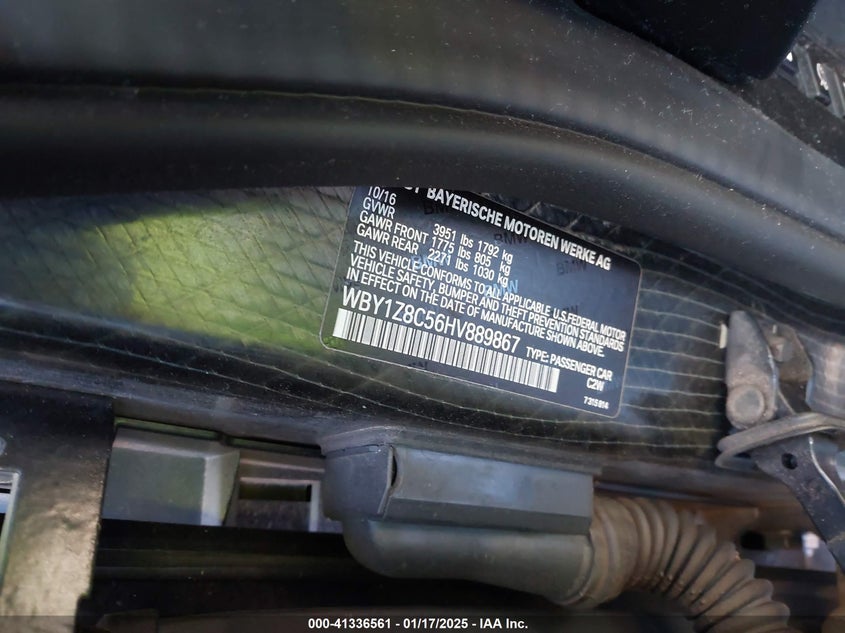 BAYERISCHE MOTOREN WERKE AG
10/16
GVWR 3951 lbs 1792 kg
GAWR FRONT 1775 lbs 805 kg
GAWR REAR 2271 lbs 1030 kg
THIS VEHICLE CONFORMS TO ALL APPLICABLE U.S. FEDERAL MOTOR
VEHICLE SAFETY, BUMPER AND THEFT PREVENTION STANDARDS
IN EFFECT ON THE DATE OF MANUFACTURE SHOWN ABOVE.
WBY1Z8C56HV889867
TYPE: PASSENGER CAR
C2W
7 315 814
000-41336561 - 01/17/2025 - IAA Inc.